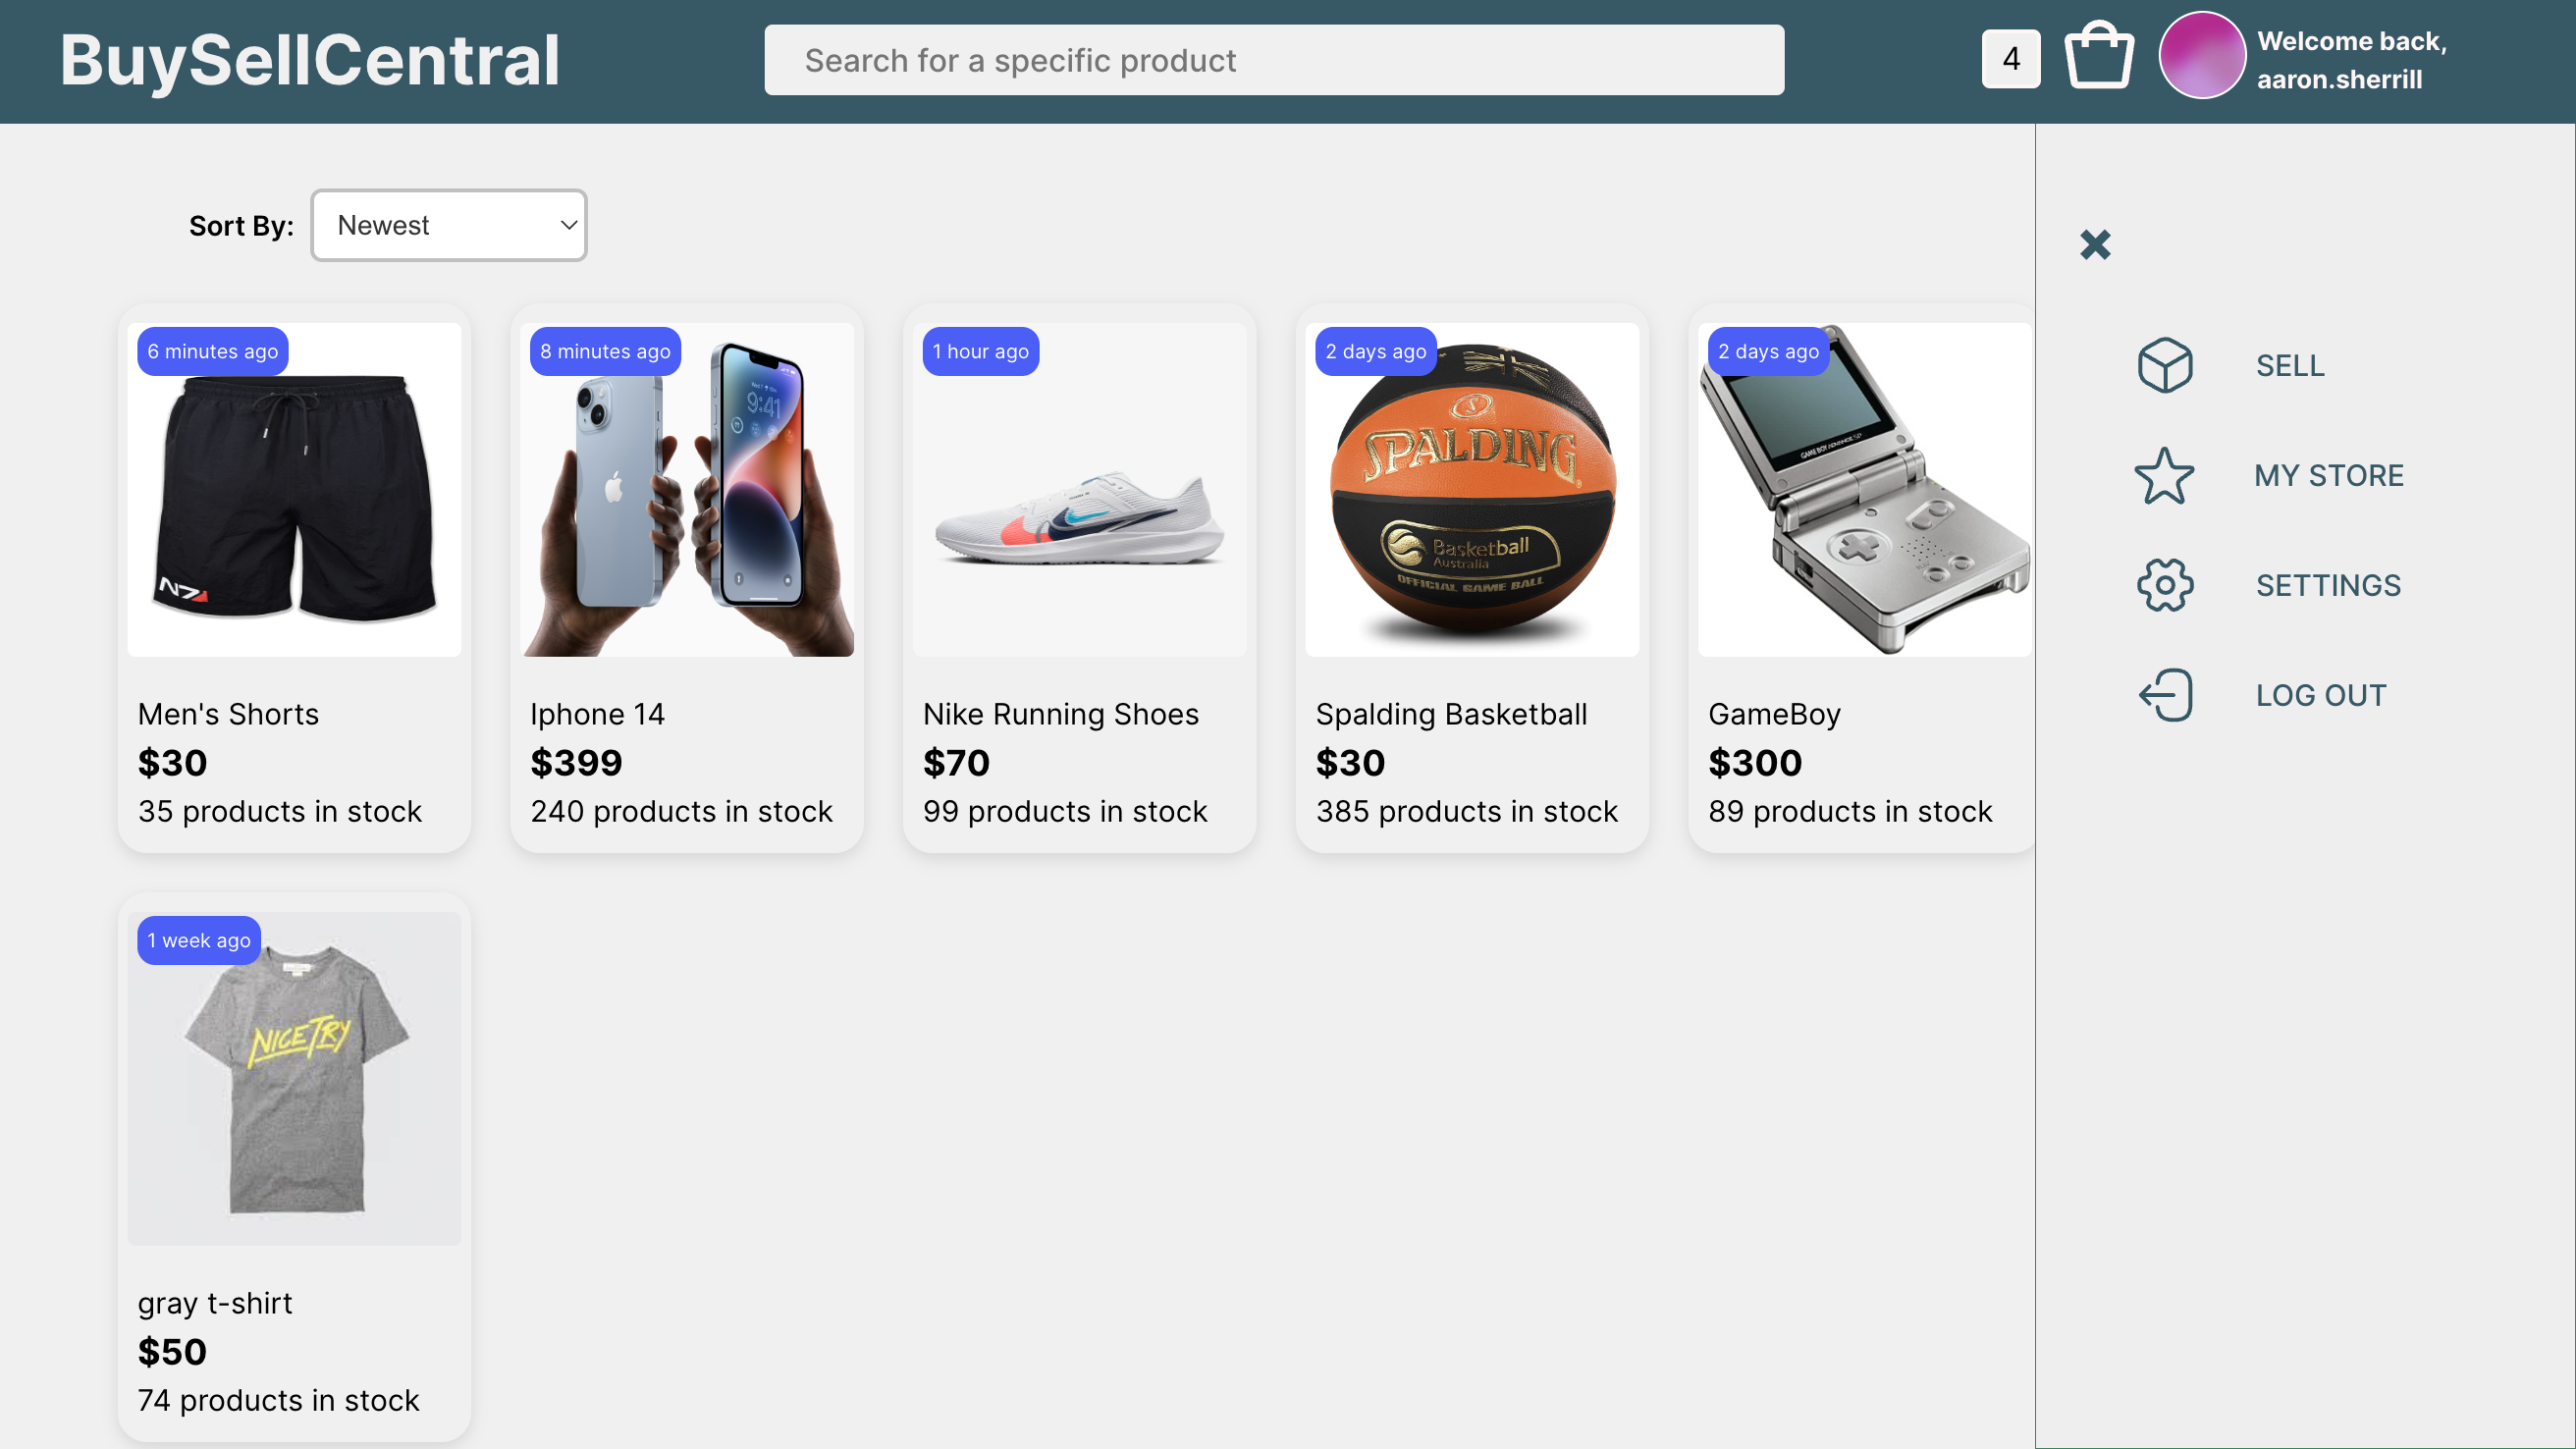 BuySellCentral
Search for a specific product
4
Welcome back,
aaron.sherrill
Sort By:
Newest
6 minutes ago
N7
Men's Shorts
$30
35 products in stock
8 minutes ago
9:41
Iphone 14
$399
240 products in stock
1 hour ago
Nike Running Shoes
$70
99 products in stock
2 days ago
S
SPALDING
Basketball
Australia
OFFICIAL GAME BALL
Spalding Basketball
$30
385 products in stock
2 days ago
GAME BOY ADVANCE SP
GameBoy
$300
89 products in stock
1 week ago
NICE TRY
gray t-shirt
$50
74 products in stock
SELL
MY STORE
SETTINGS
LOG OUT